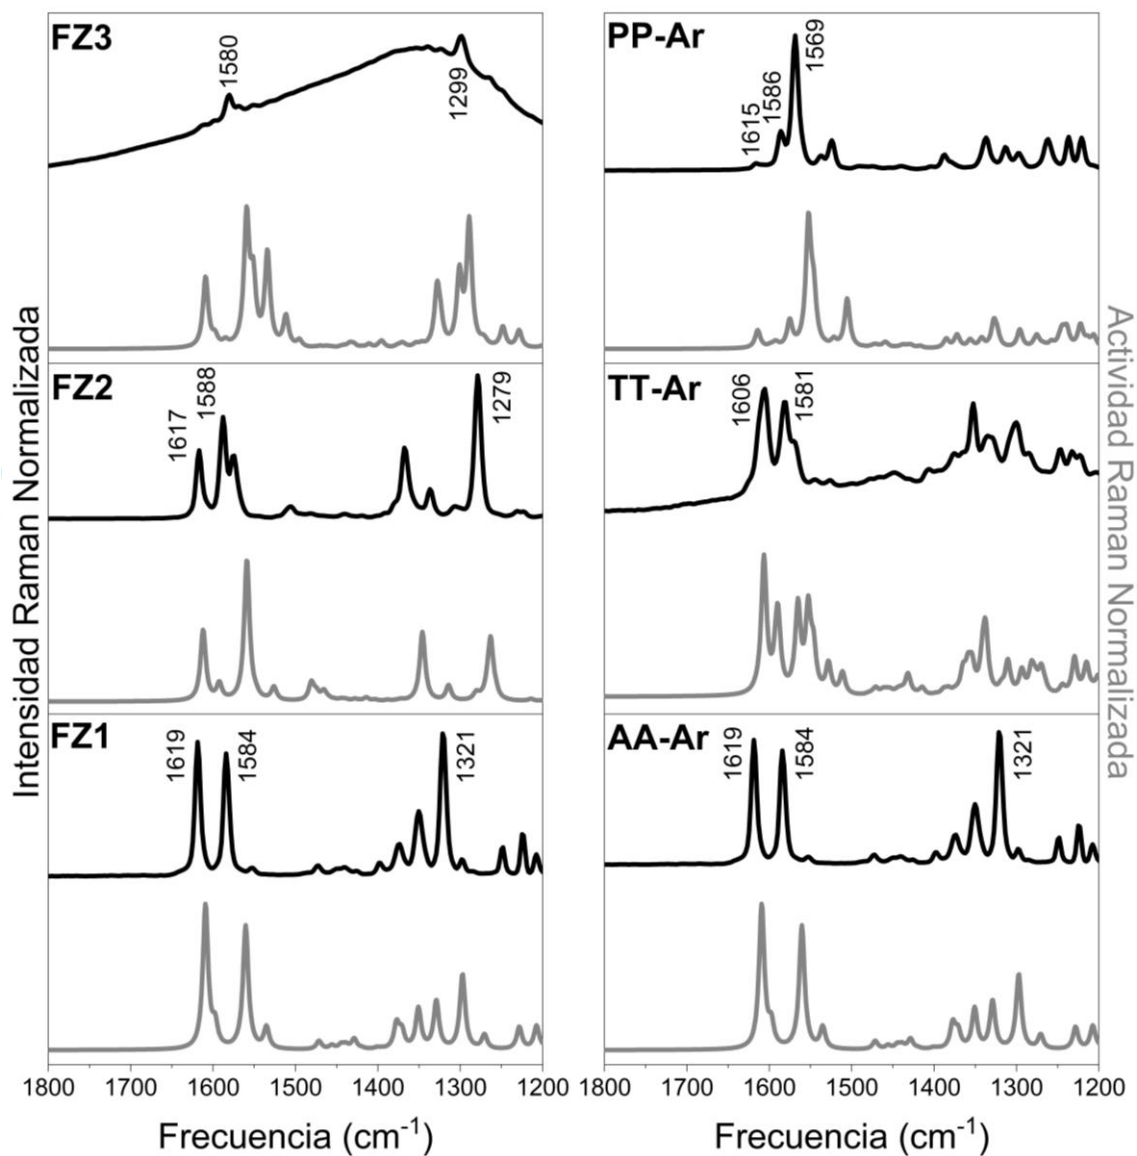 Intensidad Raman Normalizada
FZ3
1580
1299
FZ2
1617
1588
1279
FZ1
1619
1584
1321
1800 1700 1600 1500 1400 1300 1200
Frecuencia (cm⁻¹)
PP-Ar
1615
1586
1569
TT-Ar
1606
1581
AA-Ar
1619
1584
1321
1800 1700 1600 1500 1400 1300 1200
Frecuencia (cm⁻¹)
Actividad Raman Normalizada